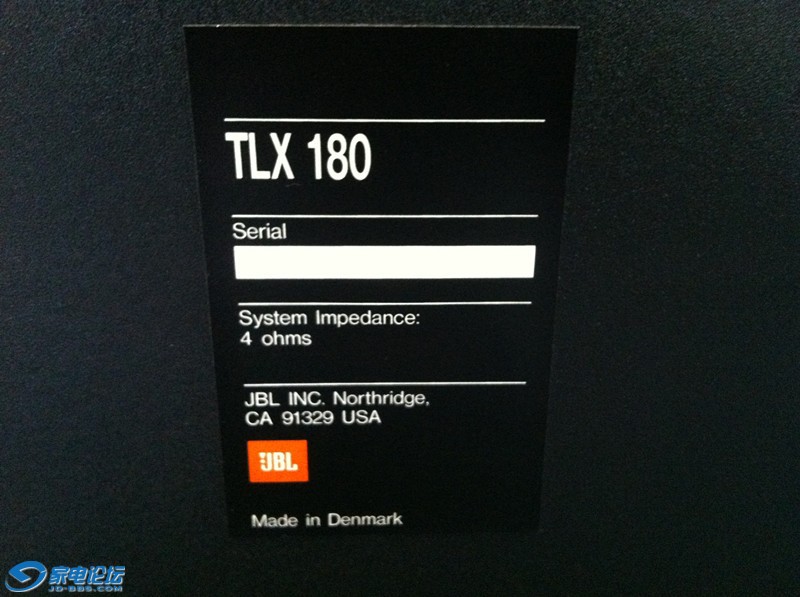 TLX 180
Serial
System Impedance:
4 ohms
JBL INC. Northridge,
CA 91329 USA
JBL
Made in Denmark
家电论坛
JD-BBS.COM